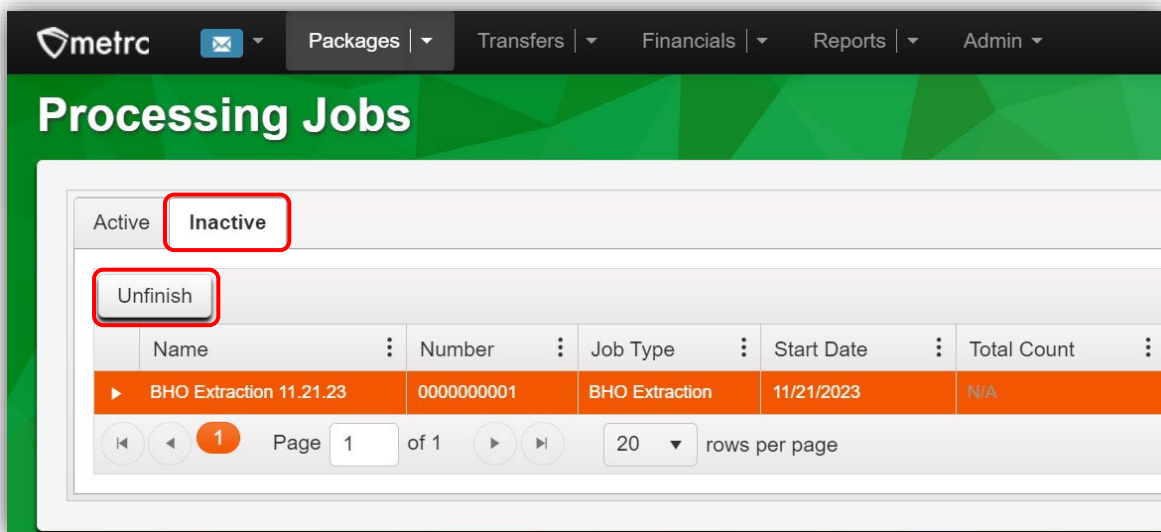 metrc Packages Transfers Financials Reports Admin
Processing Jobs
Active Inactive
Unfinish
Name Number Job Type Start Date Total Count
BHO Extraction 11.21.23 0000000001 BHO Extraction 11/21/2023 N/A
1 Page 1 of 1 20 rows per page